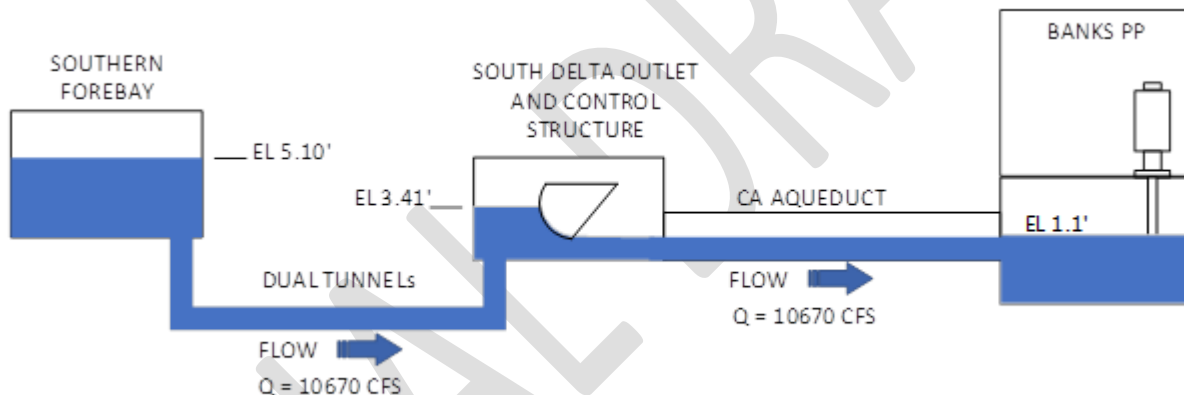 SOUTHERN
FOREBAY
EL 5.10'
SOUTH DELTA OUTLET
AND CONTROL
STRUCTURE
EL 3.41'
BANKS PP
CA AQUEDUCT
EL 1.1'
DUAL TUNNELs
FLOW
Q = 10670 CFS
FLOW
Q = 10670 CFS